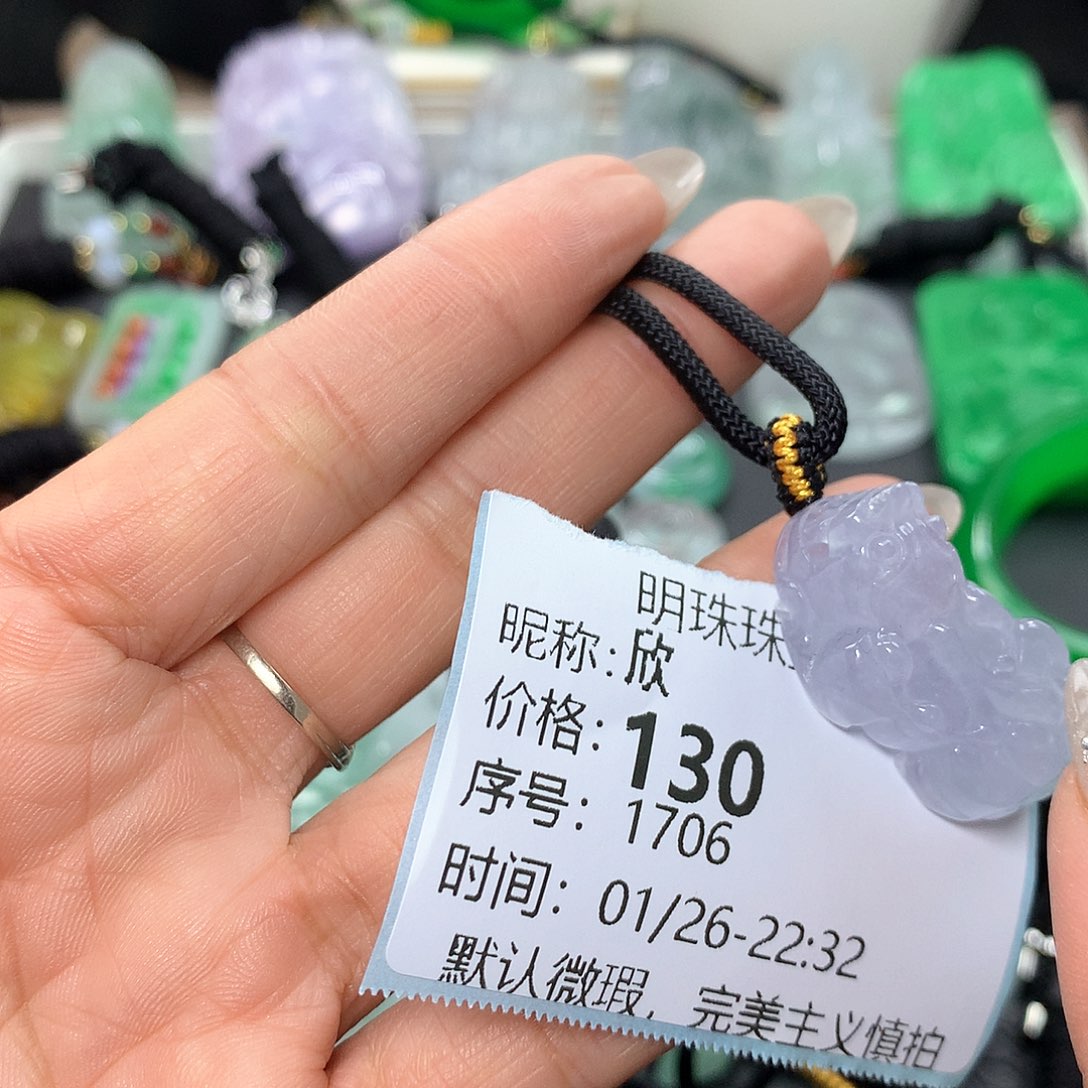 明珠珠
昵称:欣
价格:130
序号:1706
时间:01/26-22:32
默认微瑕,完美主义慎拍